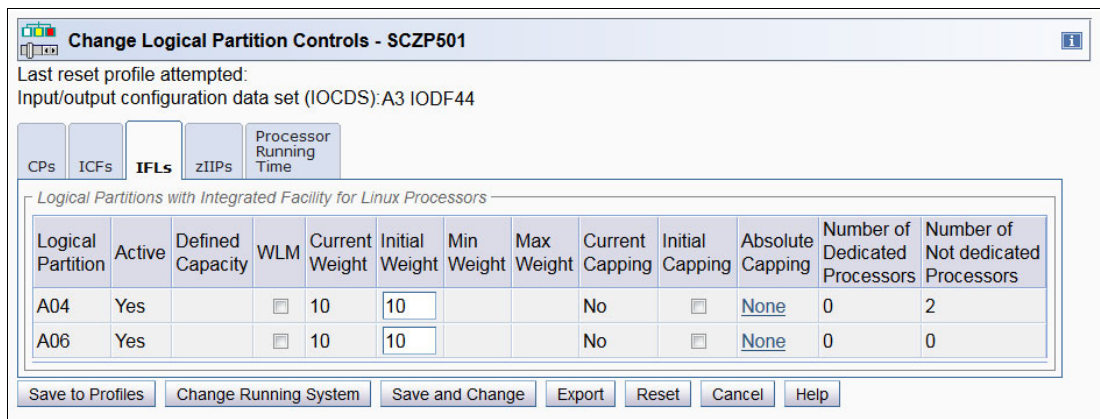 Change Logical Partition Controls - SCZP501
i
Last reset profile attempted:
Input/output configuration data set (IOCDS):A3 IODF44
CPs ICFs IFLs zIIPs Processor Running Time
Logical Partitions with Integrated Facility for Linux Processors
Logical Partition Active Defined Capacity WLM Current Weight Initial Weight Min Weight Max Weight Current Capping Initial Capping Absolute Capping Number of Dedicated Processors Number of Not dedicated Processors
A04 Yes 10 10 No None 0 2
A06 Yes 10 10 No None 0 0
Save to Profiles Change Running System Save and Change Export Reset Cancel Help